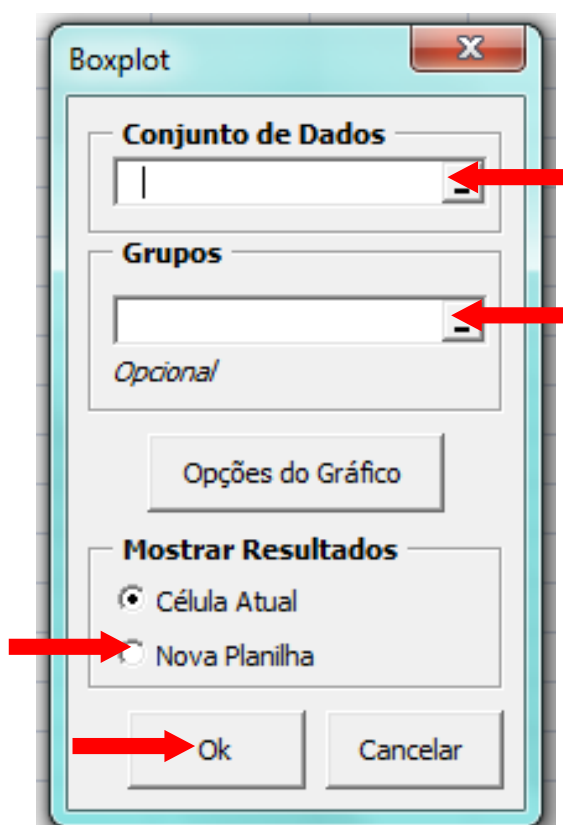 Boxplot
Conjunto de Dados
Grupos
Opcional
Opções do Gráfico
Mostrar Resultados
Célula Atual
Nova Planilha
Ok Cancelar